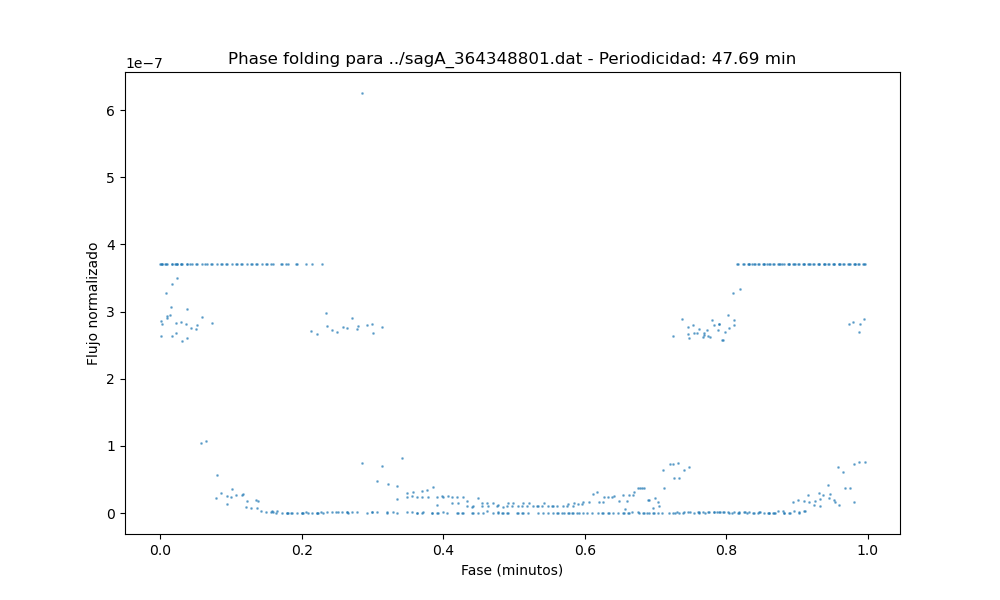 Phase folding para ../sagA_364348801.dat - Periodicidad: 47.69 min
1e−7
6
5
4
3
2
1
0
Flujo normalizado
0.0 0.2 0.4 0.6 0.8 1.0
Fase (minutos)